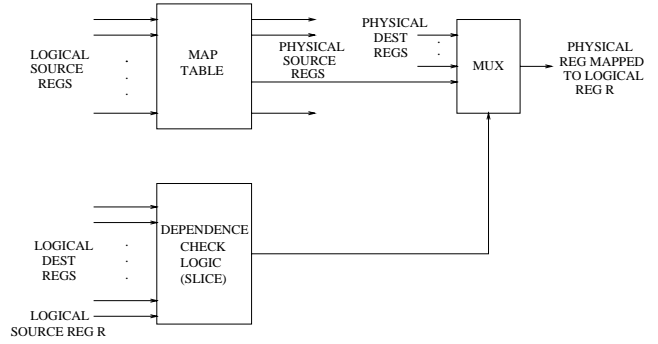 LOGICAL
SOURCE
REGS
MAP
TABLE
PHYSICAL
SOURCE
REGS
PHYSICAL
DEST
REGS
MUX
PHYSICAL
REG MAPPED
TO LOGICAL
REG R
LOGICAL
DEST
REGS
LOGICAL
SOURCE REG R
DEPENDENCE
CHECK
LOGIC
(SLICE)